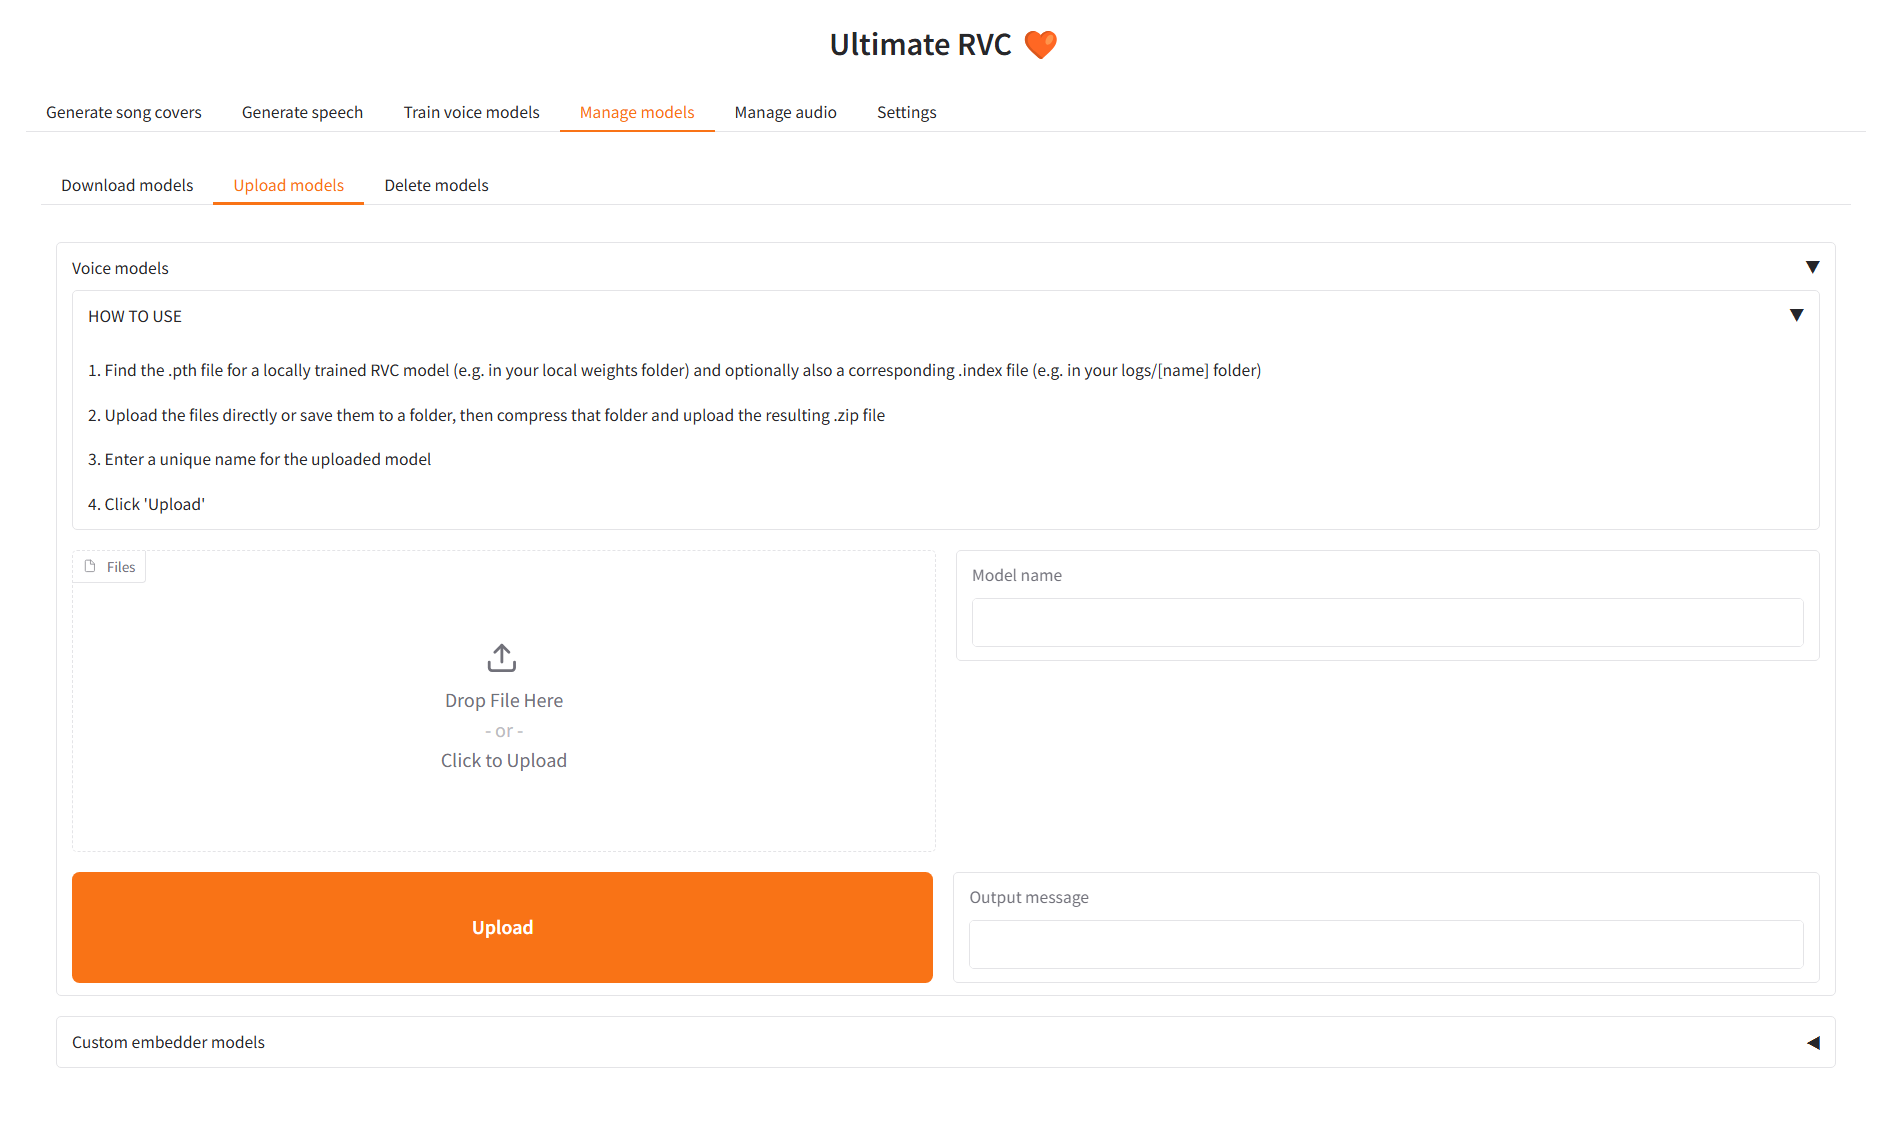 Ultimate RVC 🧡
Generate song covers
Generate speech
Train voice models
Manage models
Manage audio
Settings
Download models
Upload models
Delete models
Voice models
HOW TO USE
1. Find the .pth file for a locally trained RVC model (e.g. in your local weights folder) and optionally also a corresponding .index file (e.g. in your logs/[name] folder)
2. Upload the files directly or save them to a folder, then compress that folder and upload the resulting .zip file
3. Enter a unique name for the uploaded model
4. Click 'Upload'
Files
Drop File Here
- or -
Click to Upload
Model name
Upload
Output message
Custom embedder models